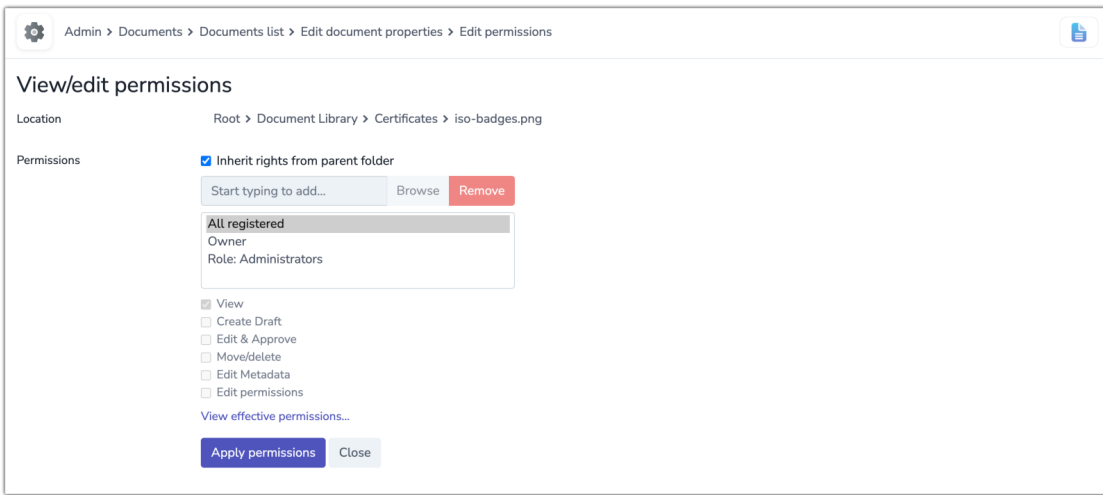 Admin > Documents > Documents list > Edit document properties > Edit permissions
View/edit permissions
Location Root > Document Library > Certificates > iso-badges.png
Permissions Inherit rights from parent folder
Start typing to add... Browse Remove
All registered
Owner
Role: Administrators
View
Create Draft
Edit & Approve
Move/delete
Edit Metadata
Edit permissions
View effective permissions...
Apply permissions Close